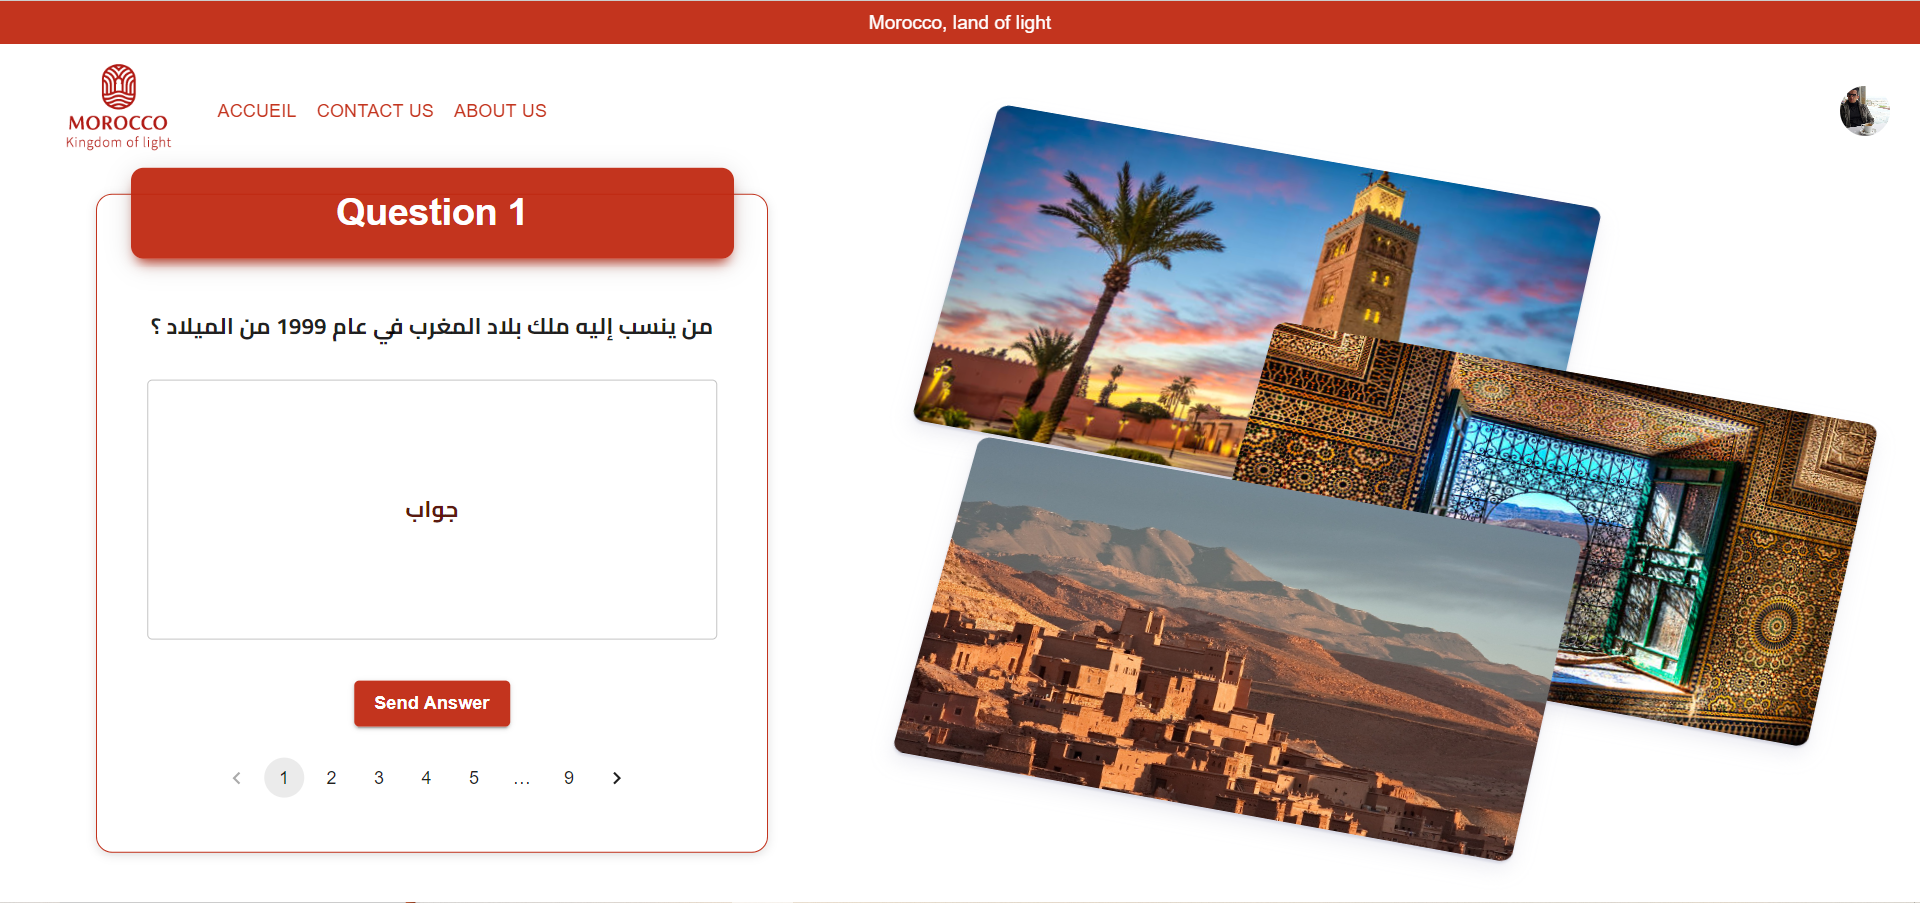 Morocco, land of light
MOROCCO
Kingdom of light
ACCUEIL CONTACT US ABOUT US
Question 1
من ينسب إليه ملك بلاد المغرب في عام 1999 من الميلاد ؟
جواب
Send Answer
1 2 3 4 5 ... 9